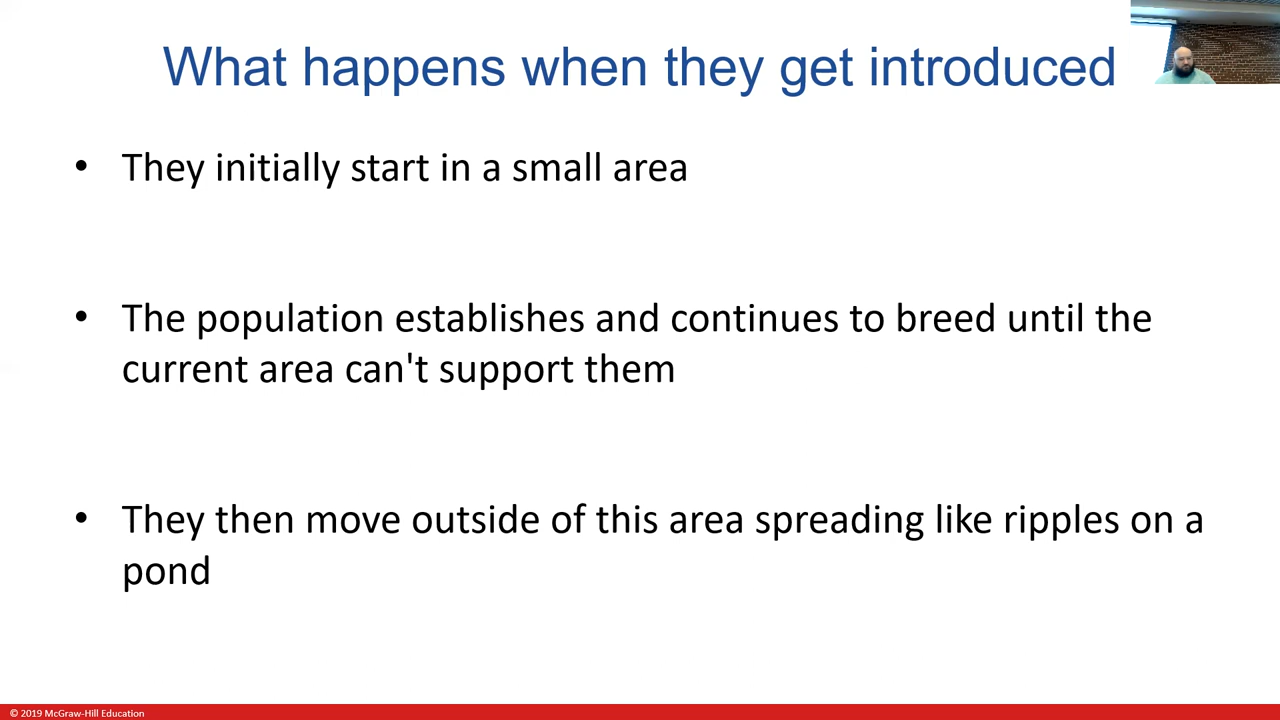 What happens when they get introduced
• They initially start in a small area
• The population establishes and continues to breed until the
current area can't support them
• They then move outside of this area spreading like ripples on a
pond
© 2019 McGraw-Hill Education